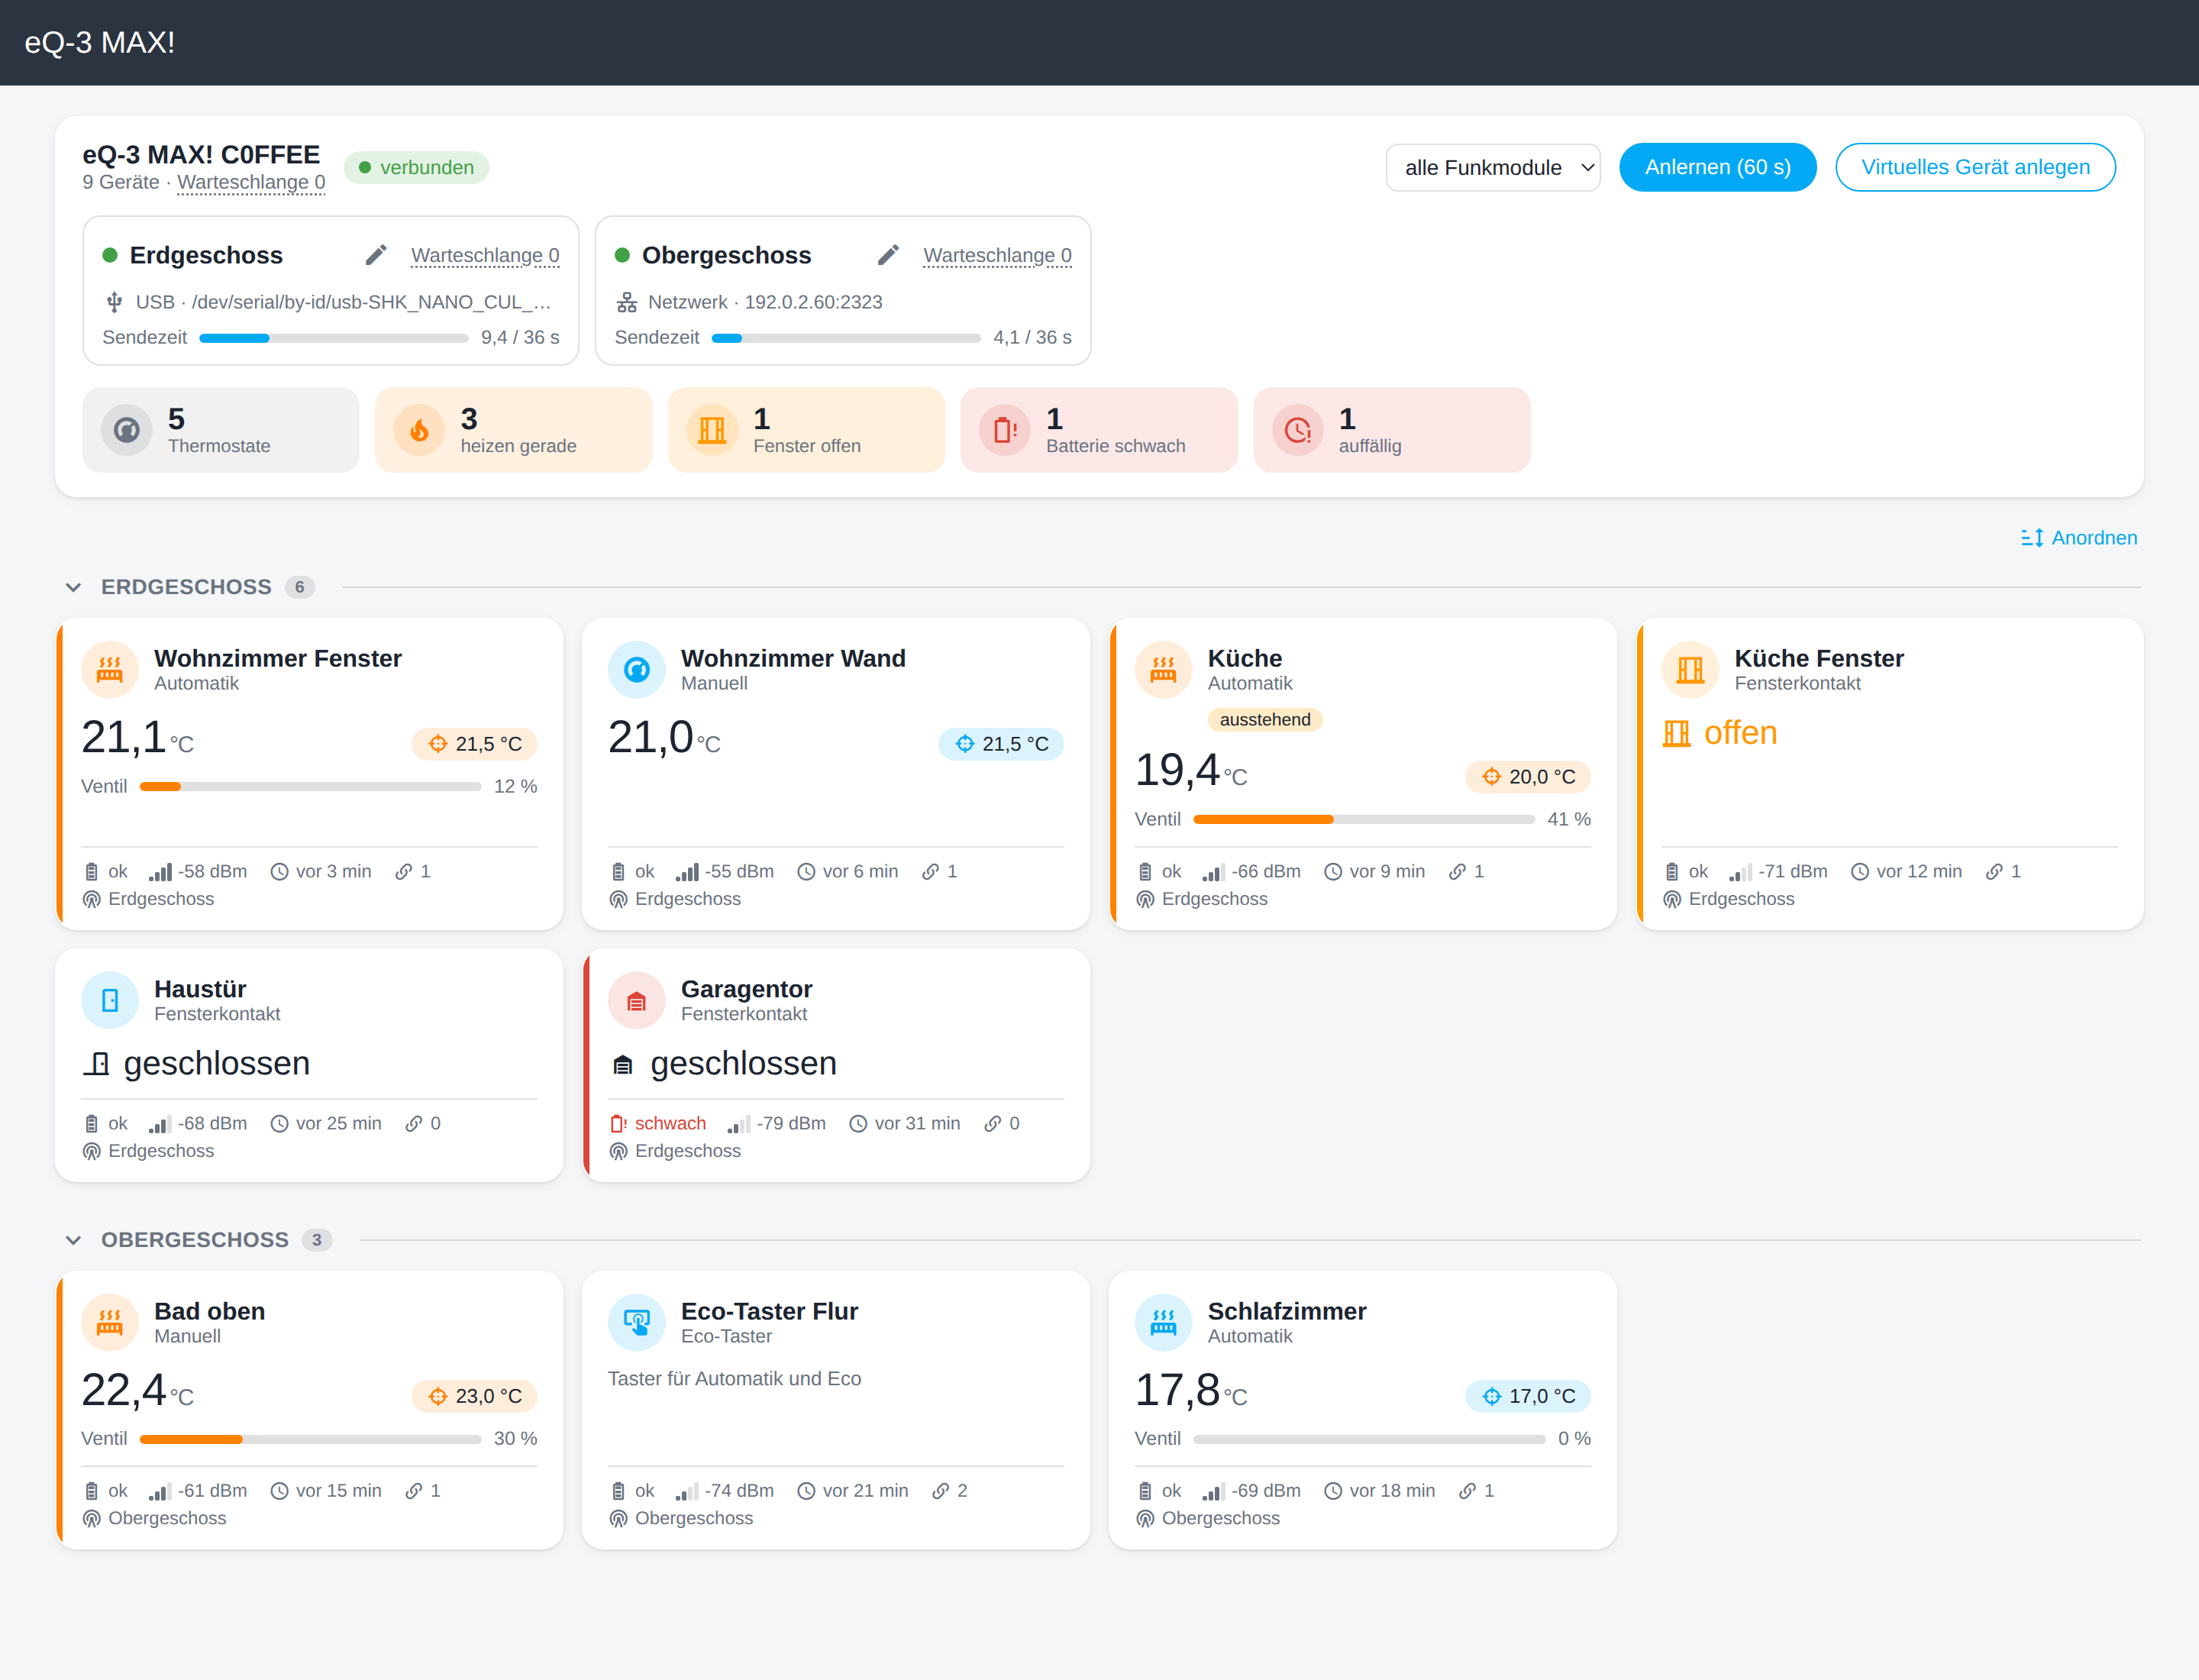 eQ-3 MAX!
eQ-3 MAX! C0FFEE
9 Geräte · Warteschlange 0
verbunden
alle Funkmodule
Anlernen (60 s)
Virtuelles Gerät anlegen
Erdgeschoss
Warteschlange 0
USB · /dev/serial/by-id/usb-SHK_NANO_CUL_…
Sendezeit
9,4 / 36 s
Obergeschoss
Warteschlange 0
Netzwerk · 192.0.2.60:2323
Sendezeit
4,1 / 36 s
5
Thermostate
3
heizen gerade
1
Fenster offen
1
Batterie schwach
1
auffällig
Anordnen
ERDGESCHOSS 6
Wohnzimmer Fenster
Automatik
21,1 °C
21,5 °C
Ventil
12 %
ok -58 dBm vor 3 min 1
Erdgeschoss
Wohnzimmer Wand
Manuell
21,0 °C
21,5 °C
ok -55 dBm vor 6 min 1
Erdgeschoss
Küche
Automatik
ausstehend
19,4 °C
20,0 °C
Ventil
41 %
ok -66 dBm vor 9 min 1
Erdgeschoss
Küche Fenster
Fensterkontakt
offen
ok -71 dBm vor 12 min 1
Erdgeschoss
Haustür
Fensterkontakt
geschlossen
ok -68 dBm vor 25 min 0
Erdgeschoss
Garagentor
Fensterkontakt
geschlossen
schwach -79 dBm vor 31 min 0
Erdgeschoss
OBERGESCHOSS 3
Bad oben
Manuell
22,4 °C
23,0 °C
Ventil
30 %
ok -61 dBm vor 15 min 1
Obergeschoss
Eco-Taster Flur
Eco-Taster
Taster für Automatik und Eco
ok -74 dBm vor 21 min 2
Obergeschoss
Schlafzimmer
Automatik
17,8 °C
17,0 °C
Ventil
0 %
ok -69 dBm vor 18 min 1
Obergeschoss